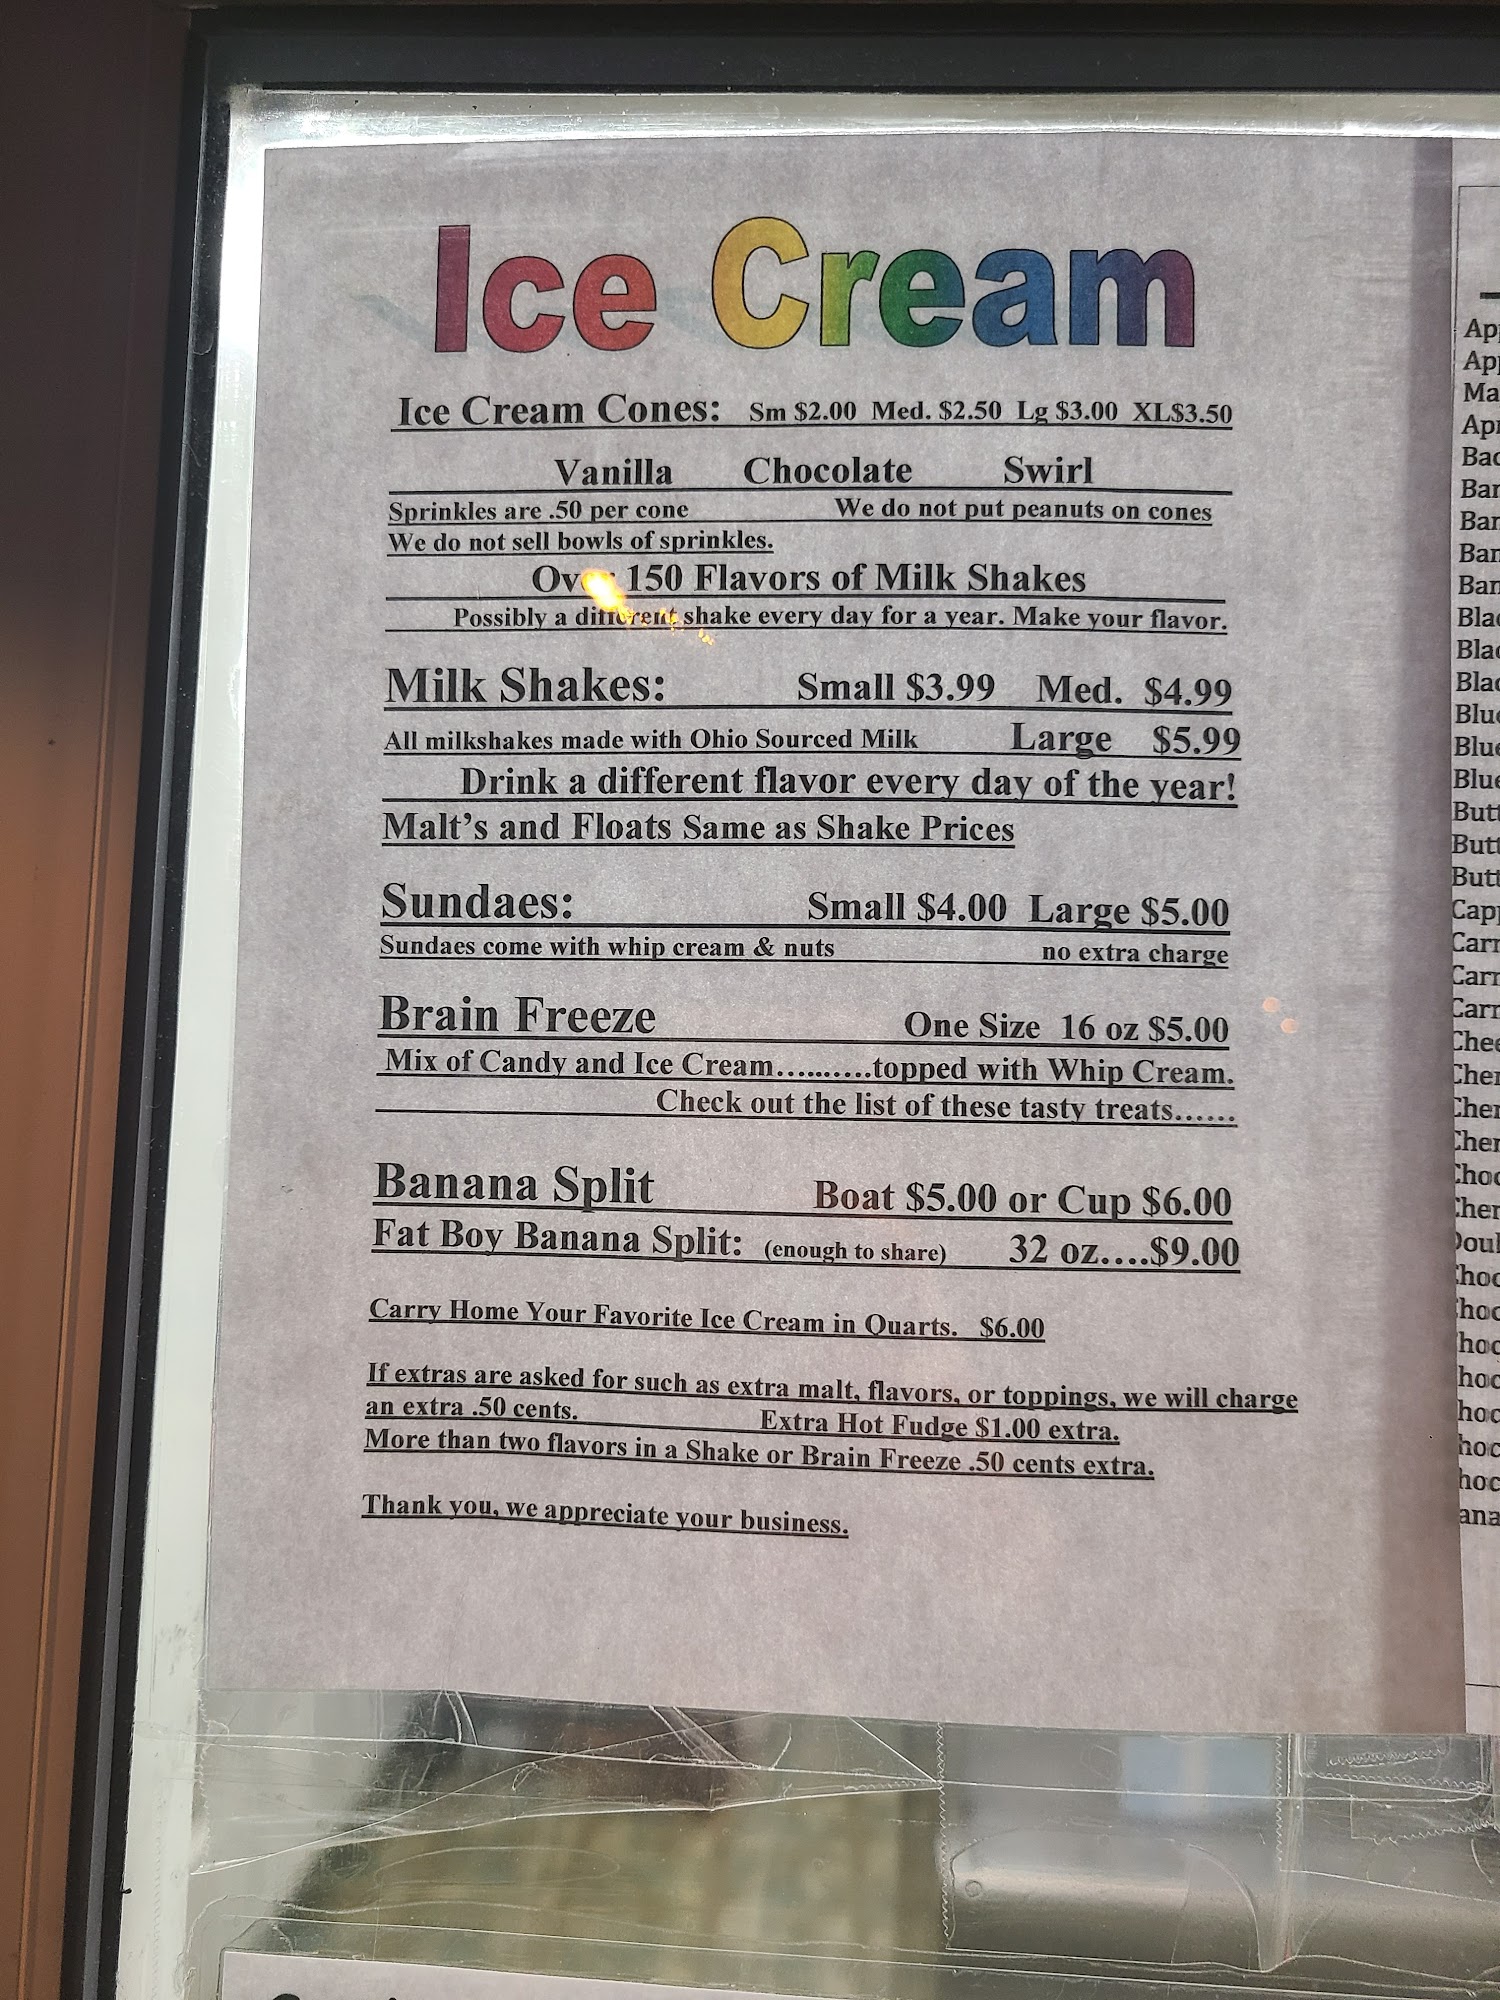 Ice Cream
Ice Cream Cones: Sm $2.00 Med. $2.50 Lg $3.00 XL$3.50
Vanilla Chocolate Swirl
Sprinkles are .50 per cone We do not put peanuts on cones
We do not sell bowls of sprinkles.
Over 150 Flavors of Milk Shakes
Possibly a different shake every day for a year. Make your flavor.
Milk Shakes: Small $3.99 Med. $4.99
All milkshakes made with Ohio Sourced Milk Large $5.99
Drink a different flavor every day of the year!
Malt's and Floats Same as Shake Prices
Sundaes: Small $4.00 Large $5.00
Sundaes come with whip cream & nuts no extra charge
Brain Freeze One Size 16 oz $5.00
Mix of Candy and Ice Cream..........topped with Whip Cream.
Check out the list of these tasty treats......
Banana Split Boat $5.00 or Cup $6.00
Fat Boy Banana Split: (enough to share) 32 oz....$9.00
Carry Home Your Favorite Ice Cream in Quarts. $6.00
If extras are asked for such as extra malt, flavors, or toppings, we will charge
an extra .50 cents. Extra Hot Fudge $1.00 extra.
More than two flavors in a Shake or Brain Freeze .50 cents extra.
Thank you, we appreciate your business.